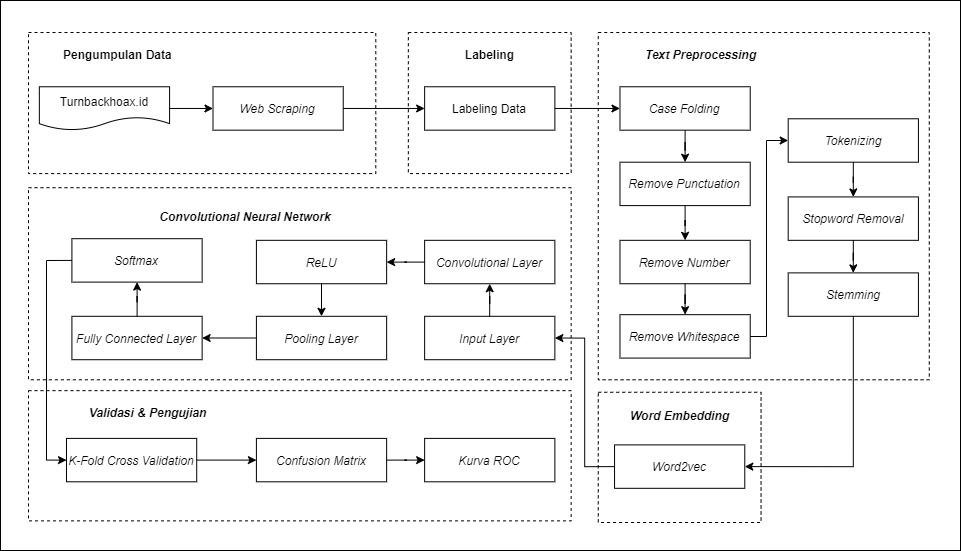 Pengumpulan Data
Turnbackhoax.id
Web Scraping
Labeling
Labeling Data
Text Preprocessing
Case Folding
Remove Punctuation
Remove Number
Remove Whitespace
Tokenizing
Stopword Removal
Stemming
Word Embedding
Word2vec
Convolutional Neural Network
Input Layer
Convolutional Layer
ReLU
Pooling Layer
Fully Connected Layer
Softmax
Validasi & Pengujian
K-Fold Cross Validation
Confusion Matrix
Kurva ROC